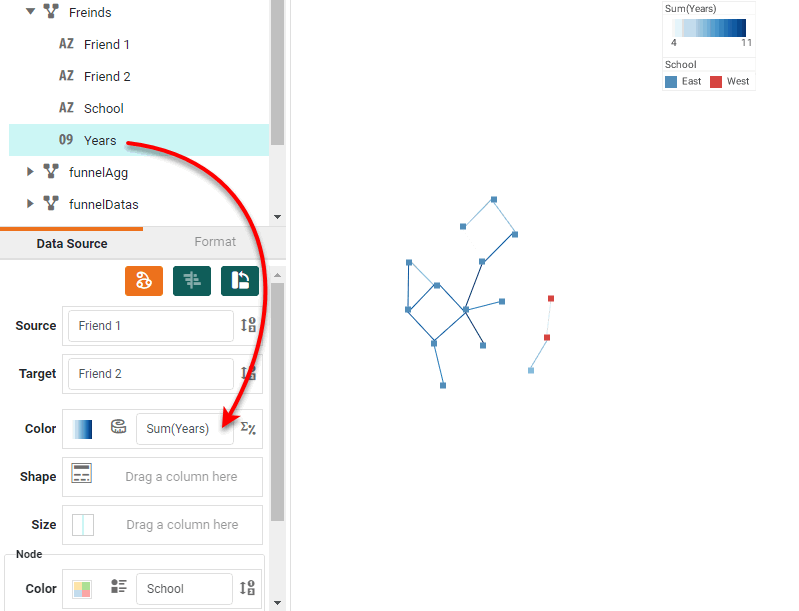 Freinds
AZ Friend 1
AZ Friend 2
AZ School
09 Years
funnelAgg
funnelDatas
Data Source
Format
Source
Friend 1
Target
Friend 2
Color
Sum(Years)
Shape
Drag a column here
Size
Drag a column here
Node
Color
School
Sum(Years)
4 11
School
East West